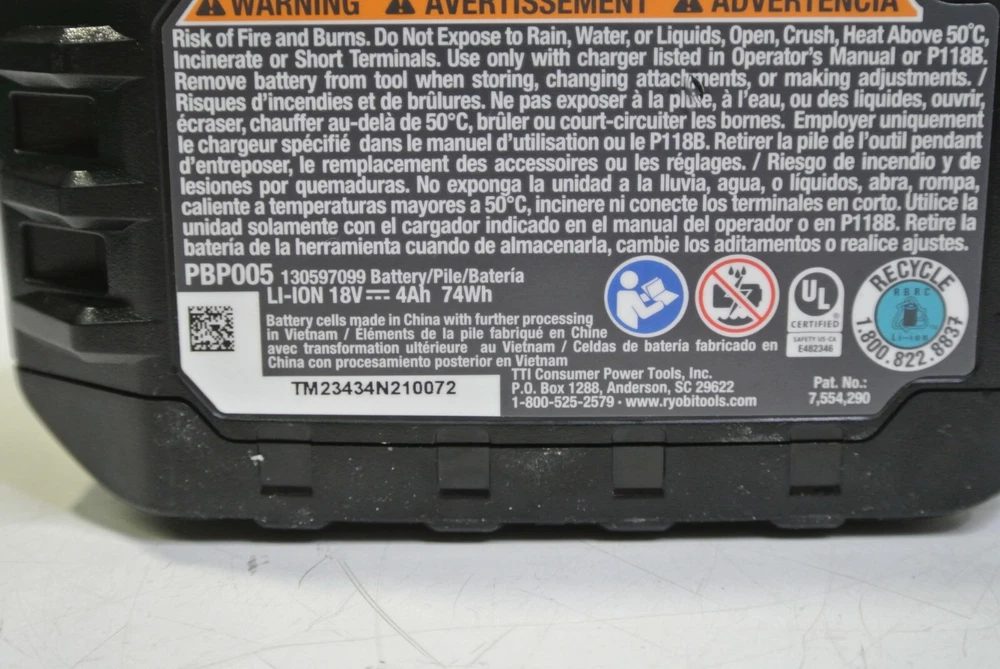 WARNING AVERTISSEMENT ADVERTENCIA
Risk of Fire and Burns. Do Not Expose to Rain, Water, or Liquids, Open, Crush, Heat Above 50°C,
Incinerate or Short Terminals. Use only with charger listed in Operator's Manual or P118B.
Remove battery from tool when storing, changing attachments, or making adjustments. /
Risques d'incendies et de brûlures. Ne pas exposer à la pluie, à l'eau, ou des liquides, ouvrir,
écraser, chauffer au-delà de 50°C, brûler ou court-circuiter les bornes. Employer uniquement
le chargeur spécifié dans le manuel d'utilisation ou le P118B. Retirer la pile de l'outil pendant
d'entreposer, le remplacement des accessoires ou les réglages. / Riesgo de incendio y de
lesiones por quemaduras. No exponga la unidad a la lluvia, agua, o líquidos, abra, rompa,
caliente a temperaturas mayores a 50°C, incinere ni conecte los terminales en corto. Utilice la
unidad solamente con el cargador indicado en el manual del operador o en P118B. Retire la
batería de la herramienta cuando de almacenarla, cambie los aditamentos o realice ajustes.
PBP005 130597099 Battery/Pile/Batería
LI-ION 18V 4Ah 74Wh
Battery cells made in China with further processing
in Vietnam / Eléments de la pile fabriqué en Chine
avec transformation ultérieure au Vietnam / Celdas de batería fabricado en
China con procesamiento posterior en Vietnam
TM23434N210072
TTI Consumer Power Tools, Inc.
P.O. Box 1288, Anderson, SC 29622
1-800-525-2579 · www.ryobitools.com
UL
CERTIFIED
SAFETY US-CA
E482346
RECYCLE
RBRC
Li-ion
1.800.822.8837
Pat. No.:
7,554,290